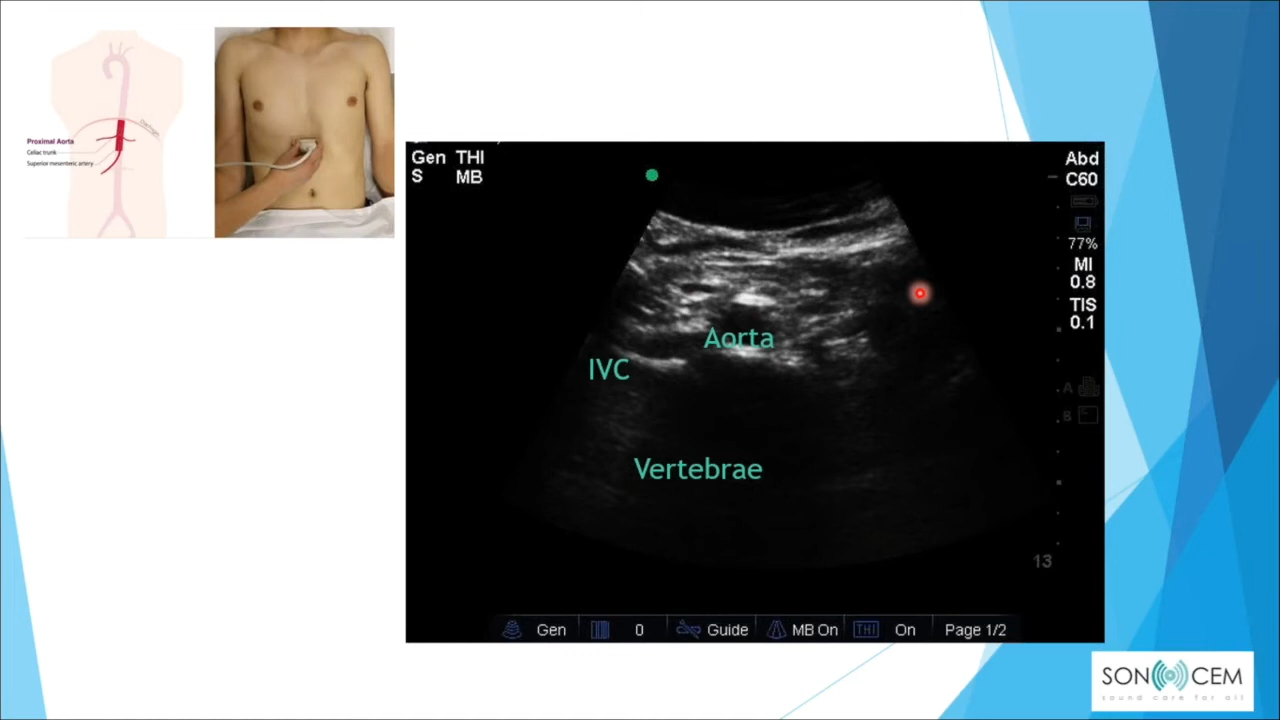 Proximal Aorta
Celiac trunk
Superior mesenteric artery
Gen THI
S MB
Abd
C60
77%
MI
0.8
TIS
0.1
A
B
Aorta
IVC
Vertebrae
13
Gen 0 Guide MB On THI On Page 1/2
SONOCEM
sound care for all